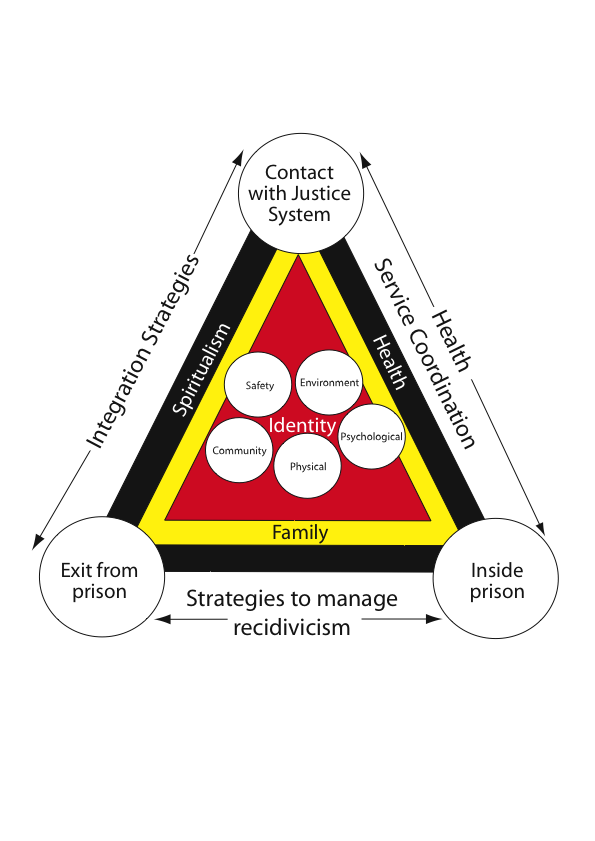 Contact
with Justice
System
Integration Strategies
Health
Service Coordination
Spiritualism
Health
Safety
Environment
Identity
Community
Physical
Psychological
Family
Exit from
prison
Inside
prison
Strategies to manage
recidivicism